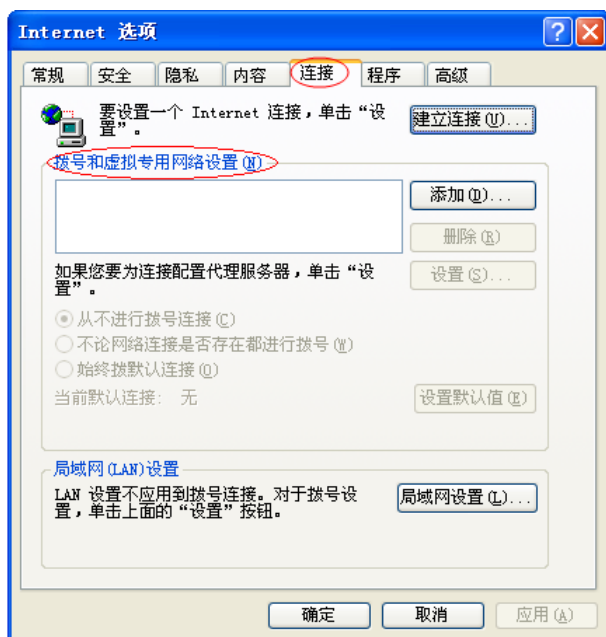 Internet 选项
常规 安全 隐私 内容 连接 程序 高级
要设置一个 Internet 连接，单击“设
置”。
建立连接(U)...
拨号和虚拟专用网络设置(N)
添加(D)...
删除(R)
如果您要为连接配置代理服务器，单击“设
置”。
设置(S)...
从不进行拨号连接(C)
不论网络连接是否存在都进行拨号(W)
始终拨默认连接(O)
当前默认连接： 无
设置默认值(E)
局域网(LAN)设置
LAN 设置不应用到拨号连接。对于拨号设
置，单击上面的“设置”按钮。
局域网设置(L)...
确定 取消 应用(A)